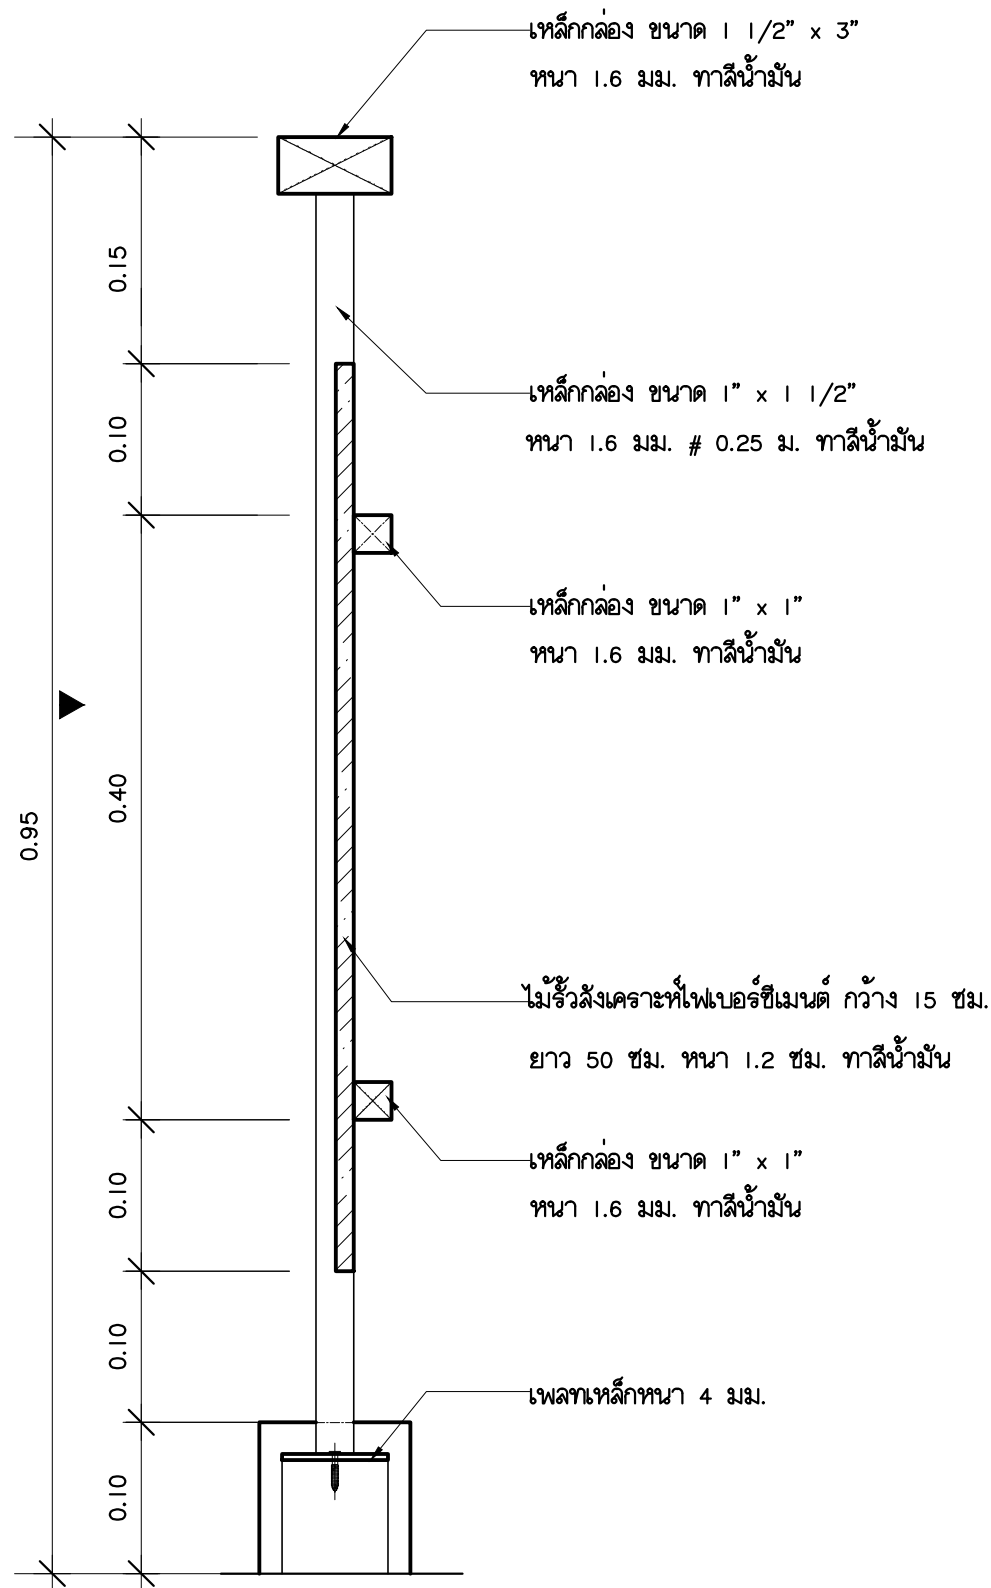 เหล็กกล่อง ขนาด 1 1/2" x 3"
หนา 1.6 มม. ทาสีน้ำมัน
0.15
เหล็กกล่อง ขนาด 1" x 1 1/2"
0.10
หนา 1.6 มม. # 0.25 ม. ทาสีน้ำมัน
เหล็กกล่อง ขนาด 1" x 1"
หนา 1.6 มม. ทาสีน้ำมัน
0.40
0.95
ไม้รั้วสังเคราะห์ไฟเบอร์ซีเมนต์ กว้าง 15 ซม.
ยาว 50 ซม. หนา 1.2 ซม. ทาสีน้ำมัน
เหล็กกล่อง ขนาด 1" x 1"
0.10
หนา 1.6 มม. ทาสีน้ำมัน
0.10
เพลทเหล็กหนา 4 มม.
0.10